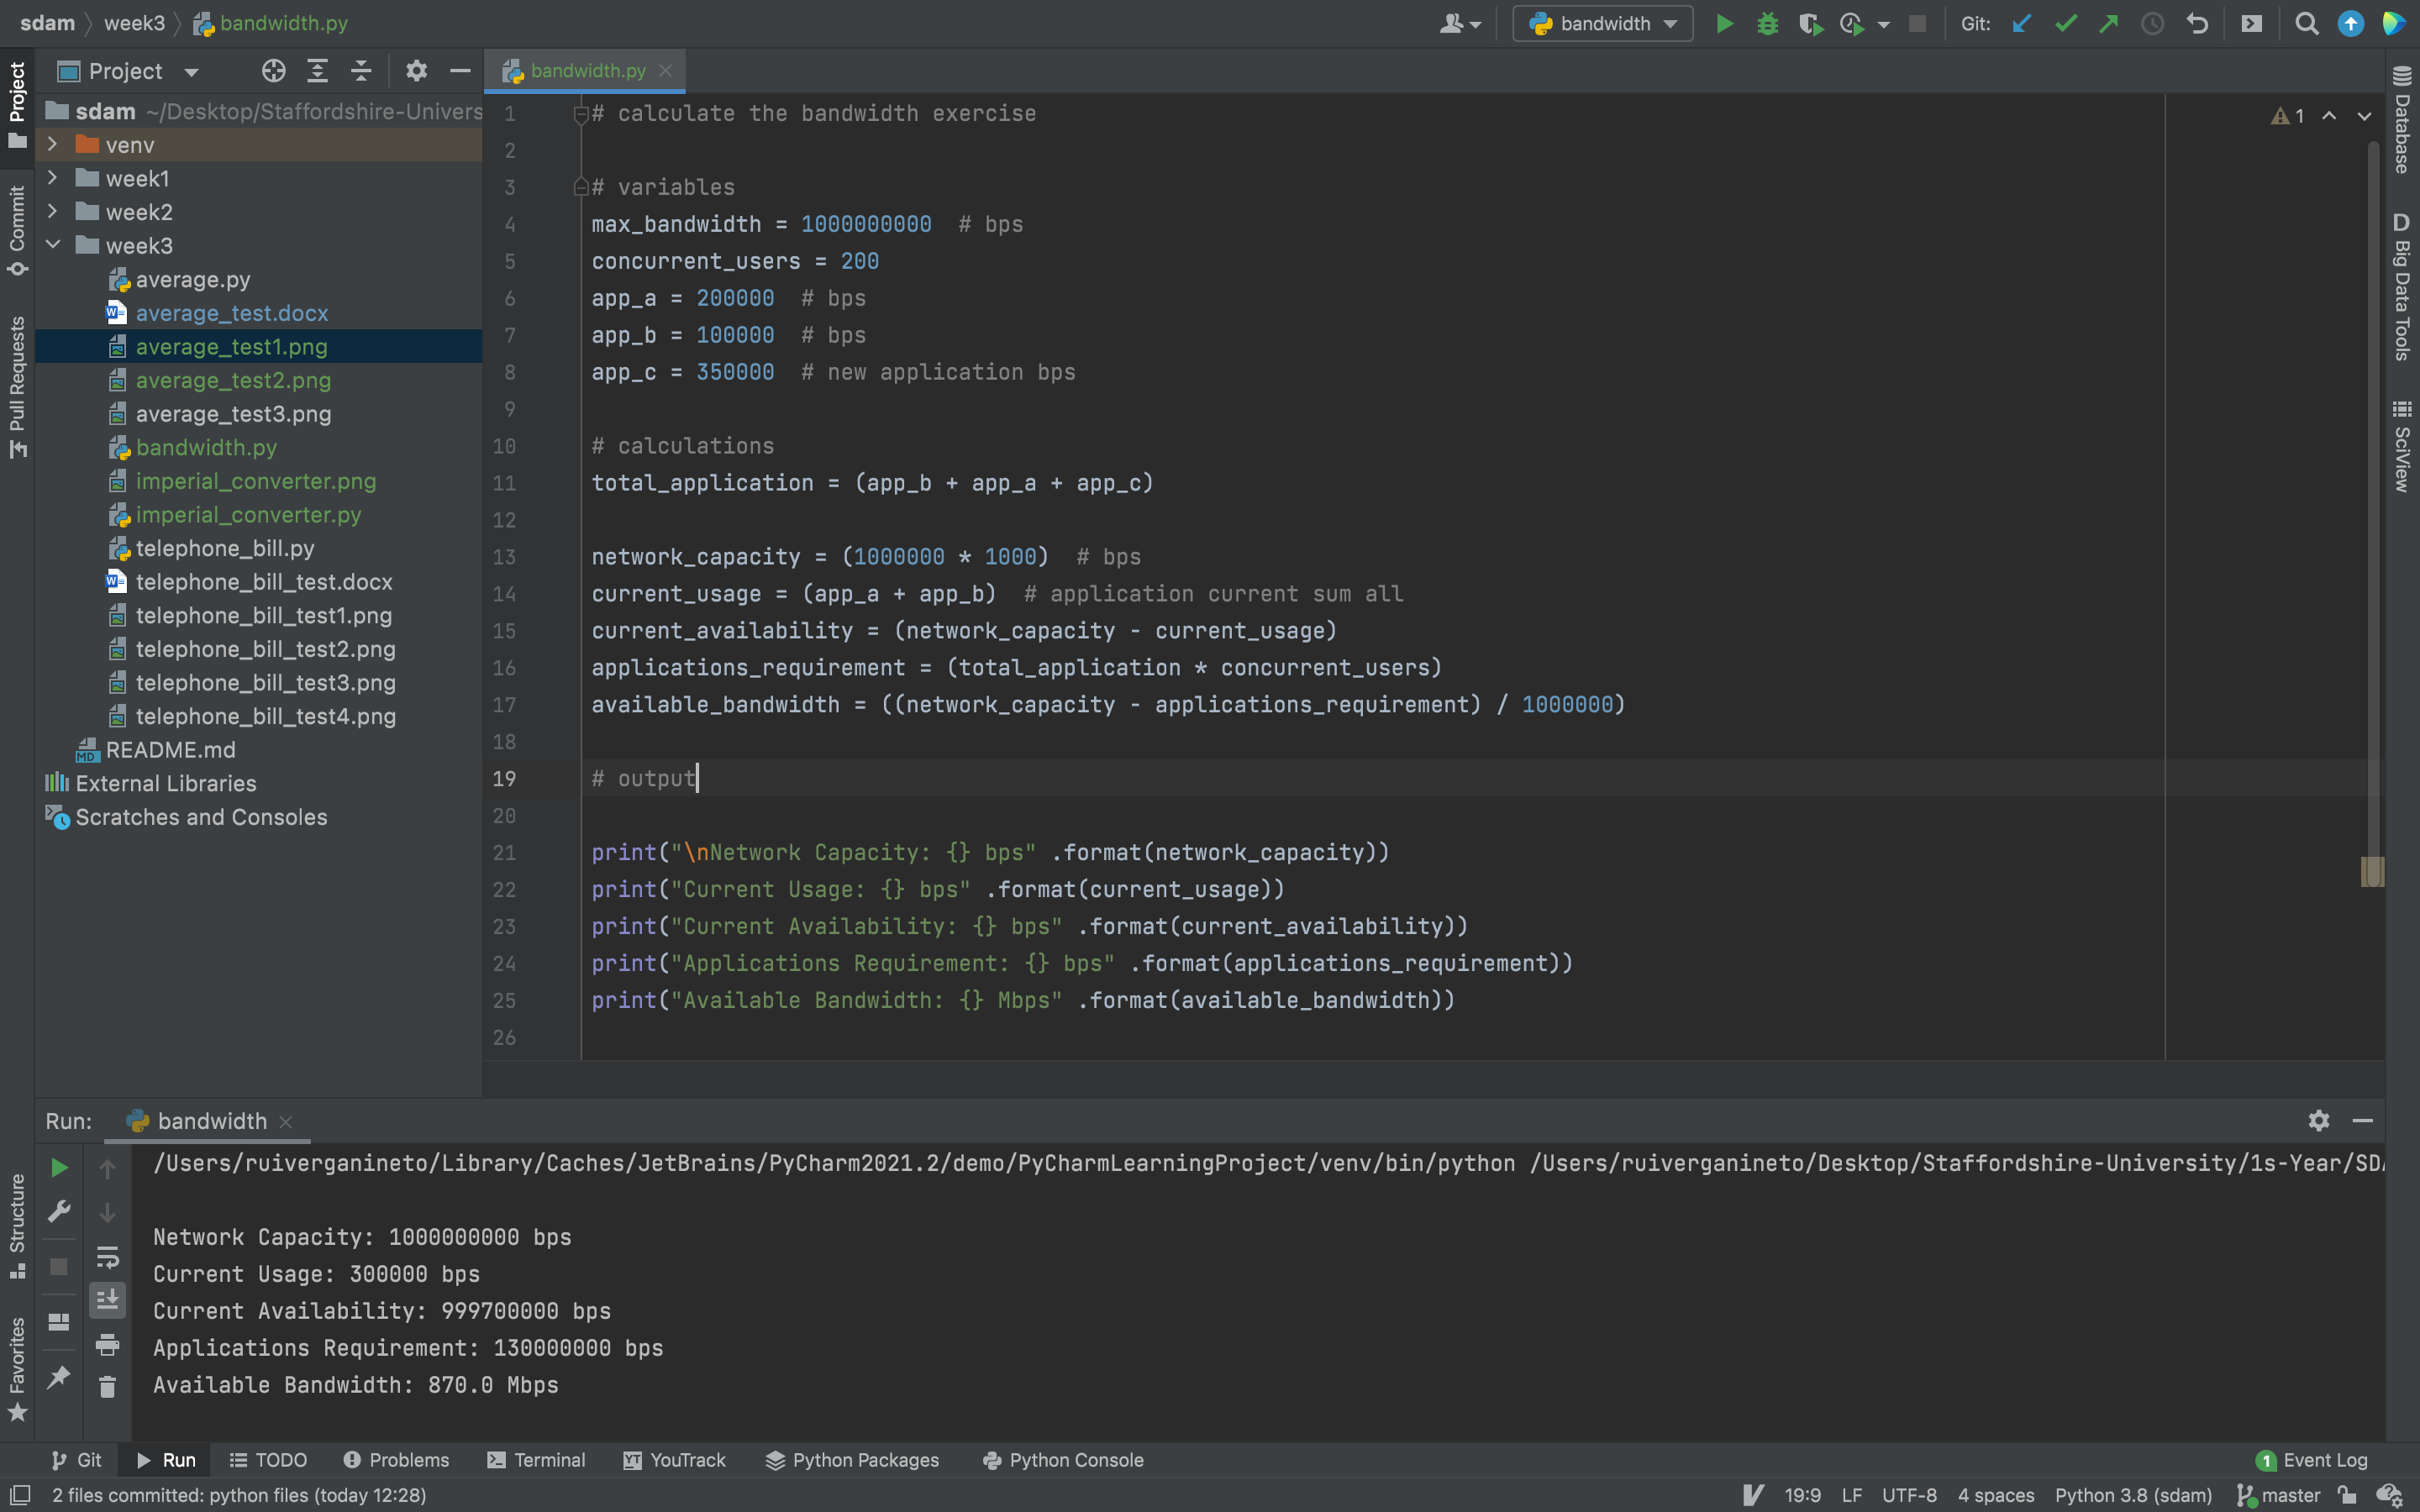 sdam week3 bandwidth.py
bandwidth
Git:
Project
Commit
Pull Requests
Structure
Favorites
Project
sdam ~/Desktop/Staffordshire-Univers
venv
week1
week2
week3
average.py
average_test.docx
average_test1.png
average_test2.png
average_test3.png
bandwidth.py
imperial_converter.png
imperial_converter.py
telephone_bill.py
telephone_bill_test.docx
telephone_bill_test1.png
telephone_bill_test2.png
telephone_bill_test3.png
telephone_bill_test4.png
README.md
External Libraries
Scratches and Consoles
bandwidth.py
1 # calculate the bandwidth exercise
2
3 # variables
4 max_bandwidth = 1000000000  # bps
5 concurrent_users = 200
6 app_a = 200000  # bps
7 app_b = 100000  # bps
8 app_c = 350000  # new application bps
9
10 # calculations
11 total_application = (app_b + app_a + app_c)
12
13 network_capacity = (1000000 * 1000)  # bps
14 current_usage = (app_a + app_b)  # application current sum all
15 current_availability = (network_capacity - current_usage)
16 applications_requirement = (total_application * concurrent_users)
17 available_bandwidth = ((network_capacity - applications_requirement) / 1000000)
18
19 # output
20
21 print("\nNetwork Capacity: {} bps" .format(network_capacity))
22 print("Current Usage: {} bps" .format(current_usage))
23 print("Current Availability: {} bps" .format(current_availability))
24 print("Applications Requirement: {} bps" .format(applications_requirement))
25 print("Available Bandwidth: {} Mbps" .format(available_bandwidth))
26
1
Database
D Big Data Tools
SciView
Run: bandwidth
/Users/ruiverganineto/Library/Caches/JetBrains/PyCharm2021.2/demo/PyCharmLearningProject/venv/bin/python /Users/ruiverganineto/Desktop/Staffordshire-University/1s-Year/SDA
Network Capacity: 1000000000 bps
Current Usage: 300000 bps
Current Availability: 999700000 bps
Applications Requirement: 130000000 bps
Available Bandwidth: 870.0 Mbps
Git Run TODO Problems Terminal YouTrack Python Packages Python Console 1 Event Log
2 files committed: python files (today 12:28) 19:9 LF UTF-8 4 spaces Python 3.8 (sdam) master